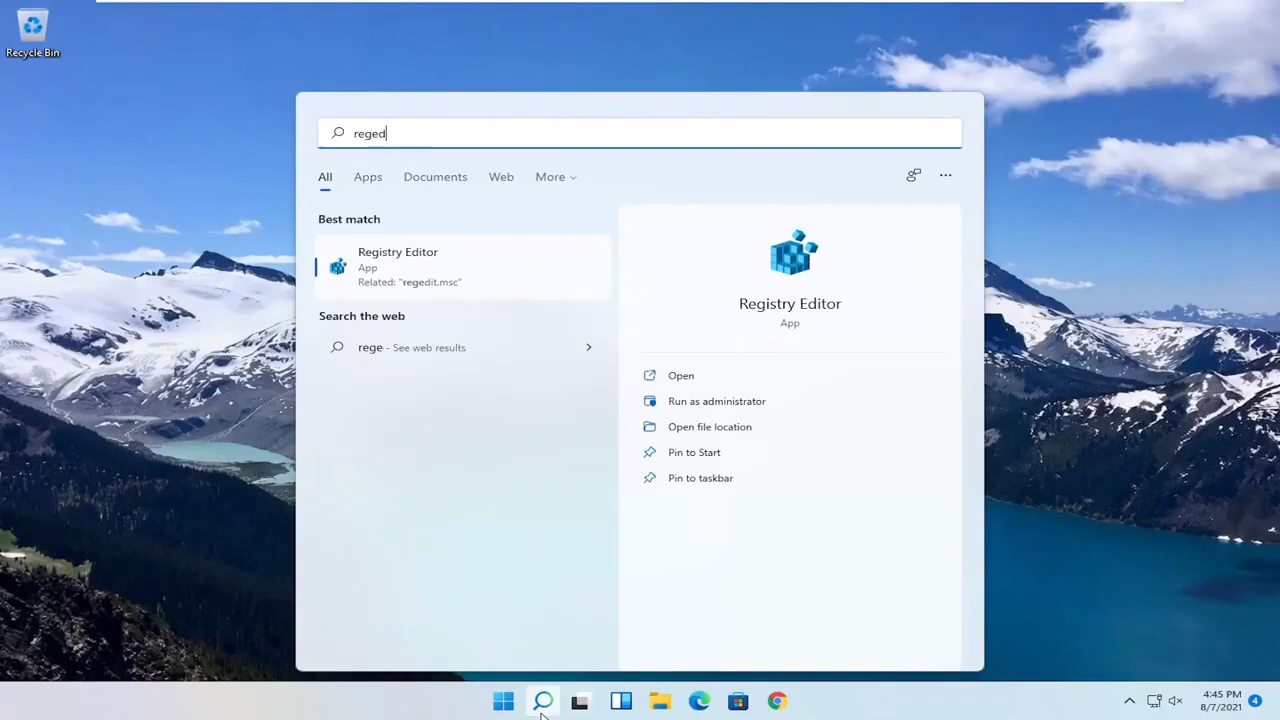 Recycle Bin
reged
All Apps Documents Web More
Best match
Registry Editor
App
Related: "regedit.msc"
Search the web
rege - See web results
Registry Editor
App
Open
Run as administrator
Open file location
Pin to Start
Pin to taskbar
4:45 PM
8/7/2021
4